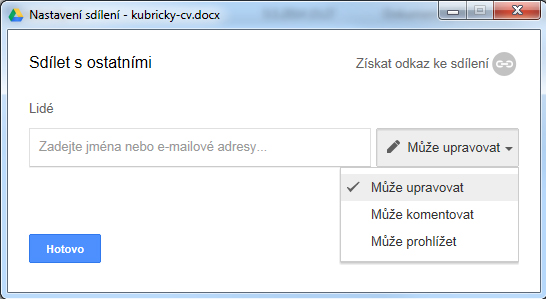 Nastavení sdílení - kubricky-cv.docx
Sdílet s ostatními
Získat odkaz ke sdílení
Lidé
Zadejte jména nebo e-mailové adresy...
Může upravovat
Může upravovat
Může komentovat
Může prohlížet
Hotovo